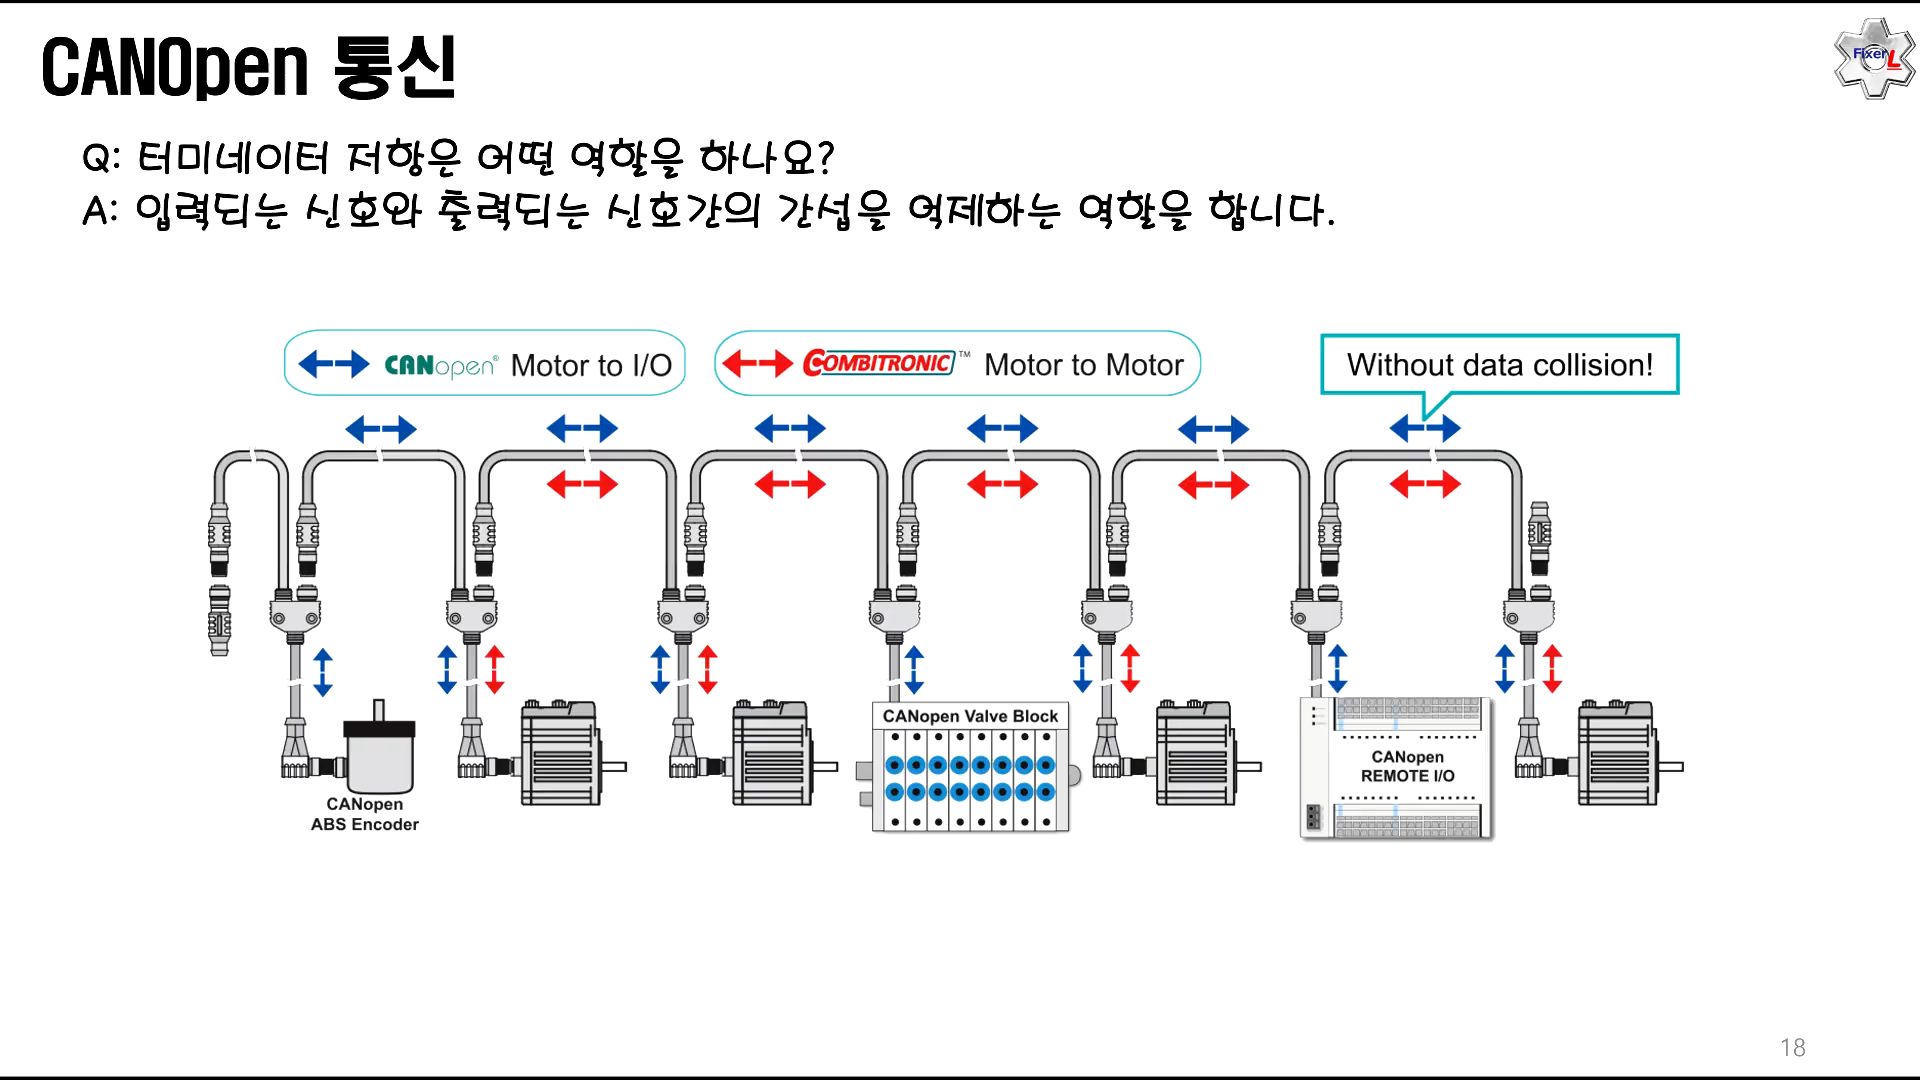 CANOpen 통신
FixerL
Q: 터미네이터 저항은 어떤 역할을 하나요?
A: 입력되는 신호와 출력되는 신호간의 간섭을 억제하는 역할을 합니다.
CANopen® Motor to I/O
COMBITRONIC™ Motor to Motor
Without data collision!
CANopen Valve Block
CANopen
REMOTE I/O
CANopen
ABS Encoder
18